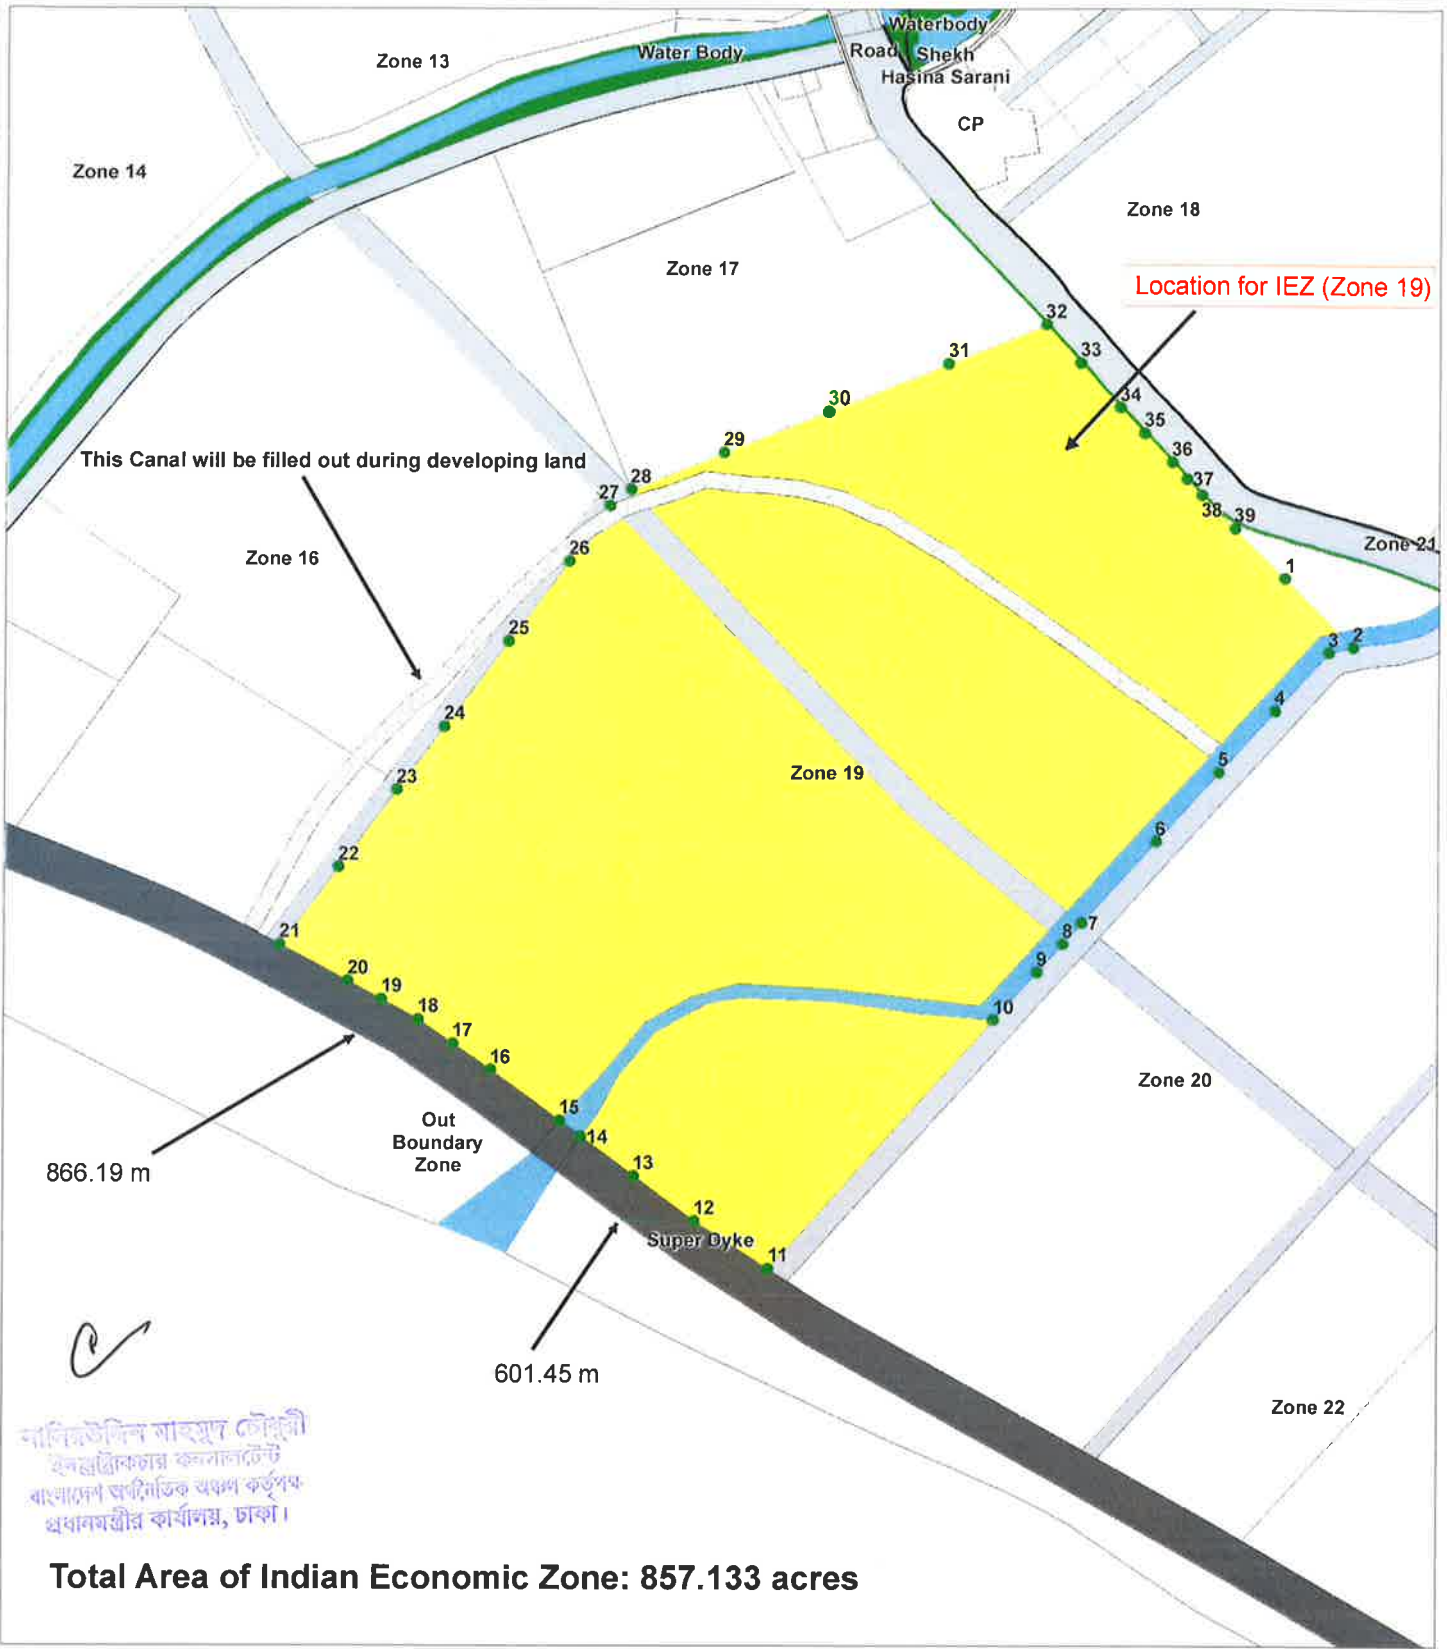 Waterbody
Zone 13
Water Body
Road
Shekh
Hasina Sarani
CP
Zone 14
Zone 18
Zone 17
Location for IEZ (Zone 19)
32
31
33
30
34
35
29
36
This Canal will be filled out during developing land
28
37
27
38
39
Zone 21
26
Zone 16
1
25
3
2
4
24
5
Zone 19
23
6
22
7
21
8
9
20
19
10
18
17
16
Zone 20
15
Out
Boundary
Zone
14
866.19 m
13
12
Super Dyke
11
601.45 m
Zone 22
মাহমুদ চৌধুরী
বাংলাদেশ অর্থনৈতিক অঞ্চল কর্তৃপক্ষ
প্রধানমন্ত্রীর কার্যালয়, ঢাকা।
Total Area of Indian Economic Zone: 857.133 acres